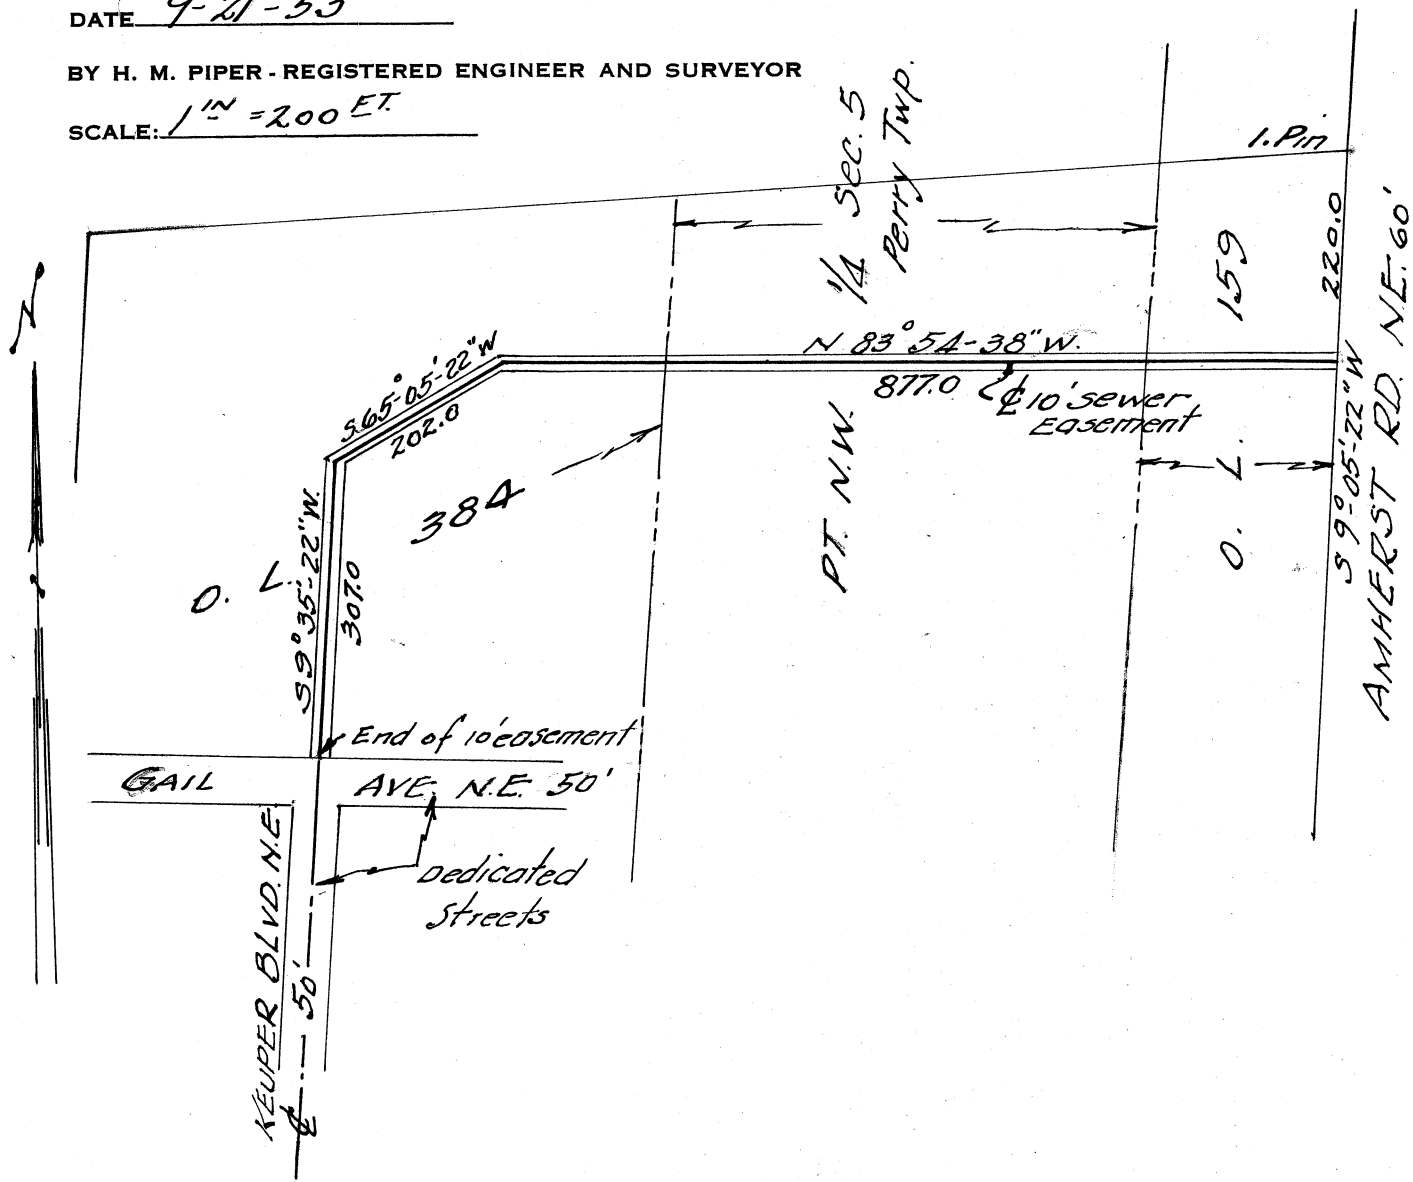 DATE 9-21-55
BY H. M. PIPER - REGISTERED ENGINEER AND SURVEYOR
SCALE: 1 IN = 200 FT.
1/4 Sec. 5
Perry Twp.
I. Pin
N
220.0
O. L. 159
AMHERST RD. N.E. 60'
S 9° 05'-22" W
N 83° 54-38" W.
877.0
℄ 10' sewer
Easement
S. 65°-05'-22" W
202.0
384
PT. N.W.
O. L.
S 9° 35'-22" W.
307.0
End of 10' easement
GAIL AVE. N.E. 50'
Dedicated
Streets
KEUPER BLVD. N.E.
50'
℄